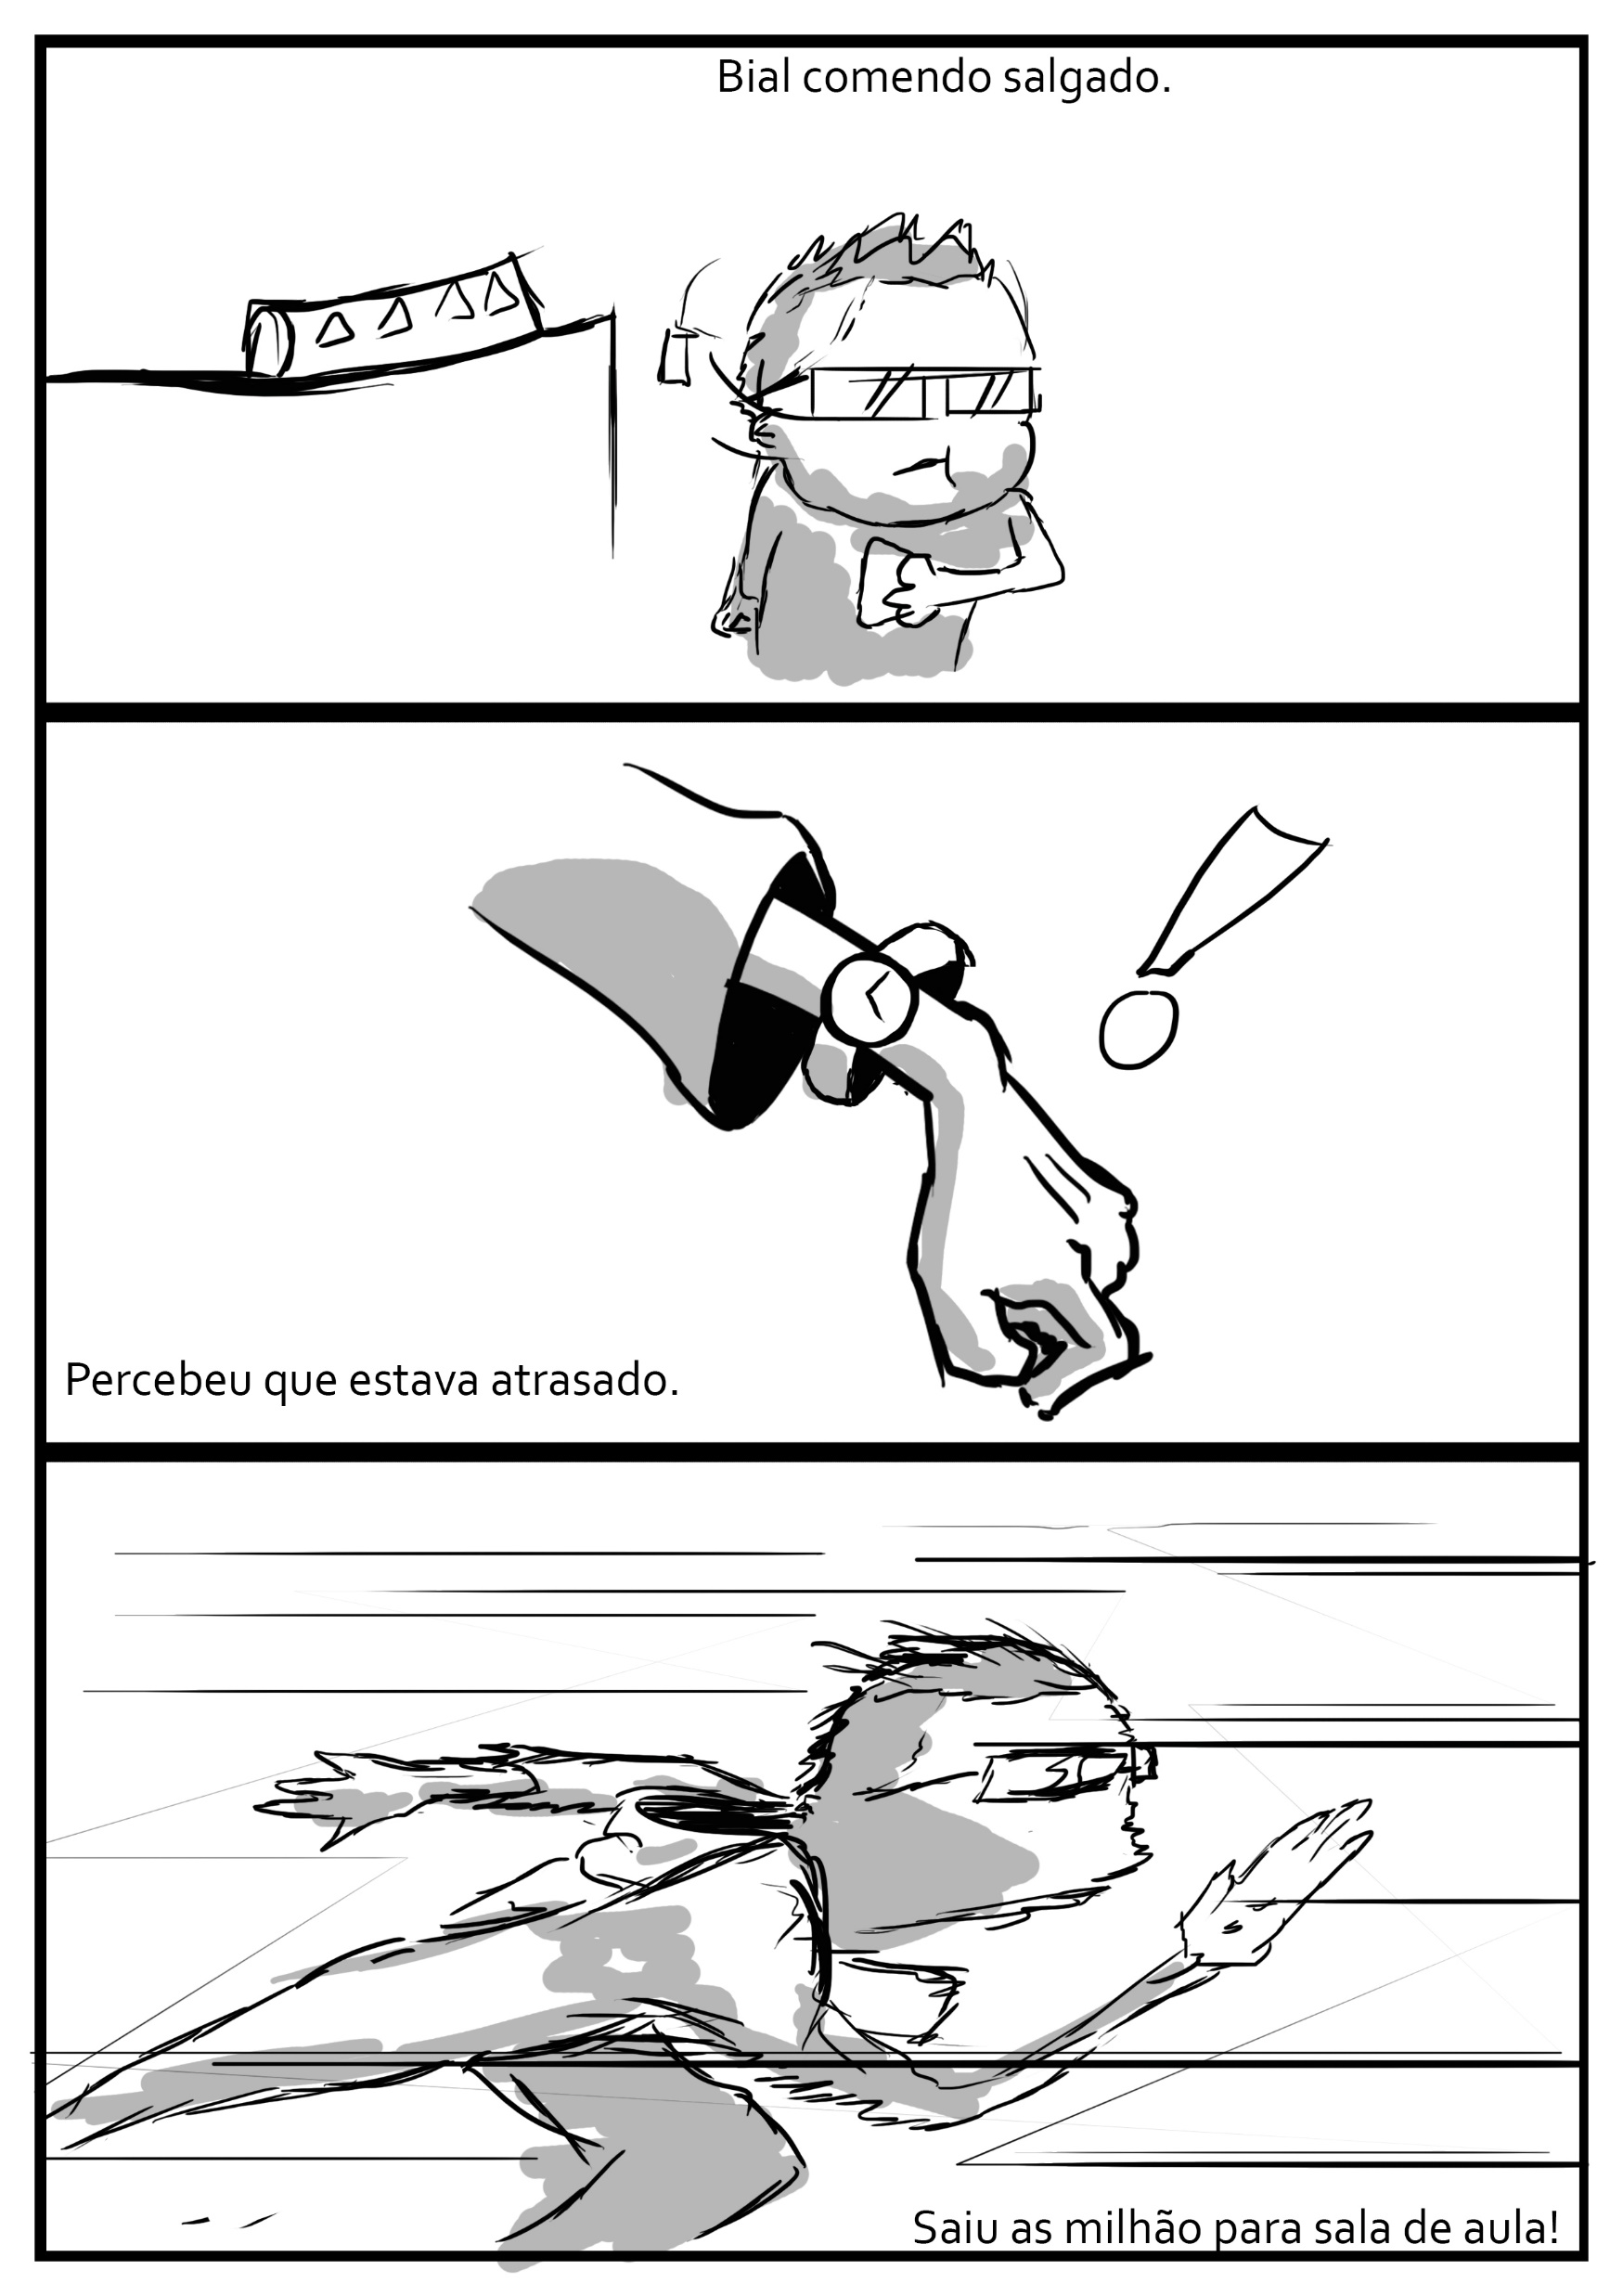 Bial comendo salgado.
Percebeu que estava atrasado.
Saiu as milhão para sala de aula!